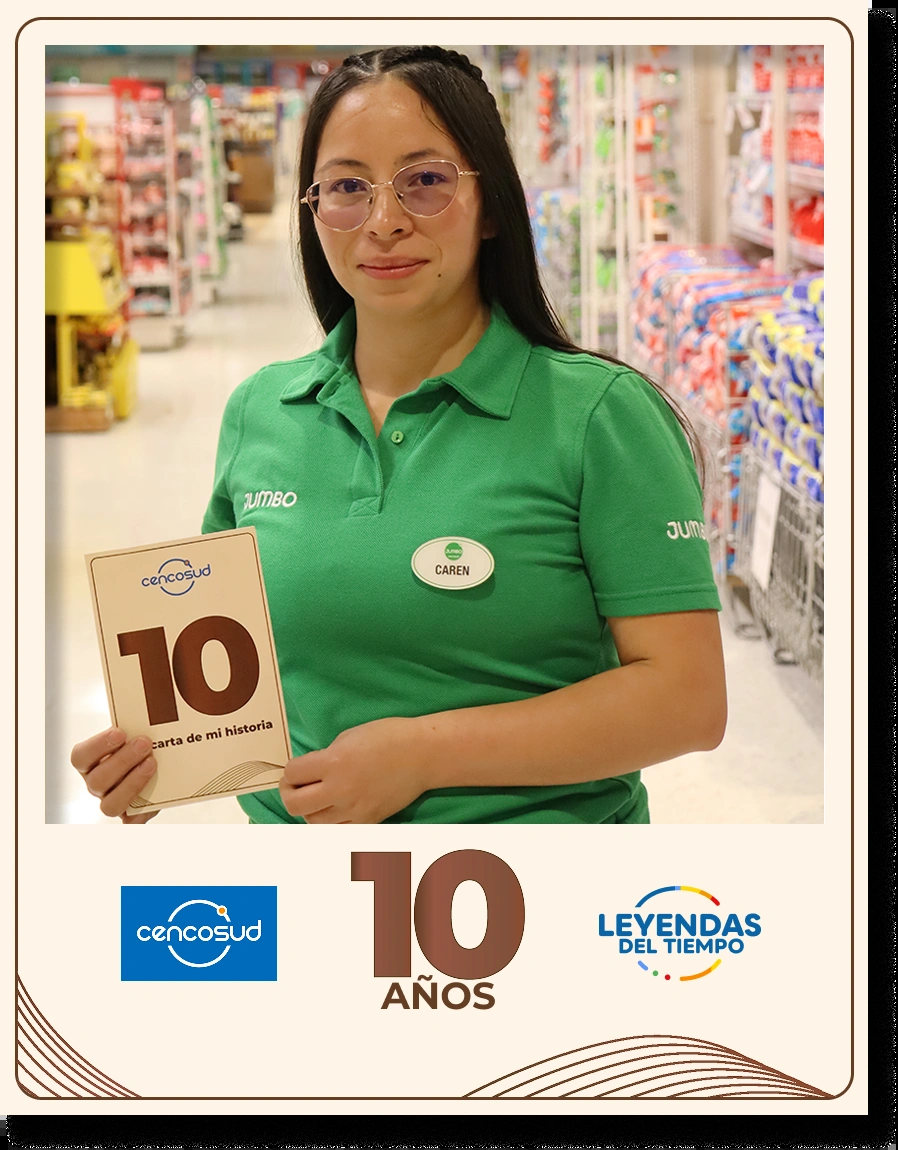 JUMBO
JUMBO
CAREN
cencosud
10
carta de mi historia
cencosud
10
AÑOS
LEYENDAS
DEL TIEMPO